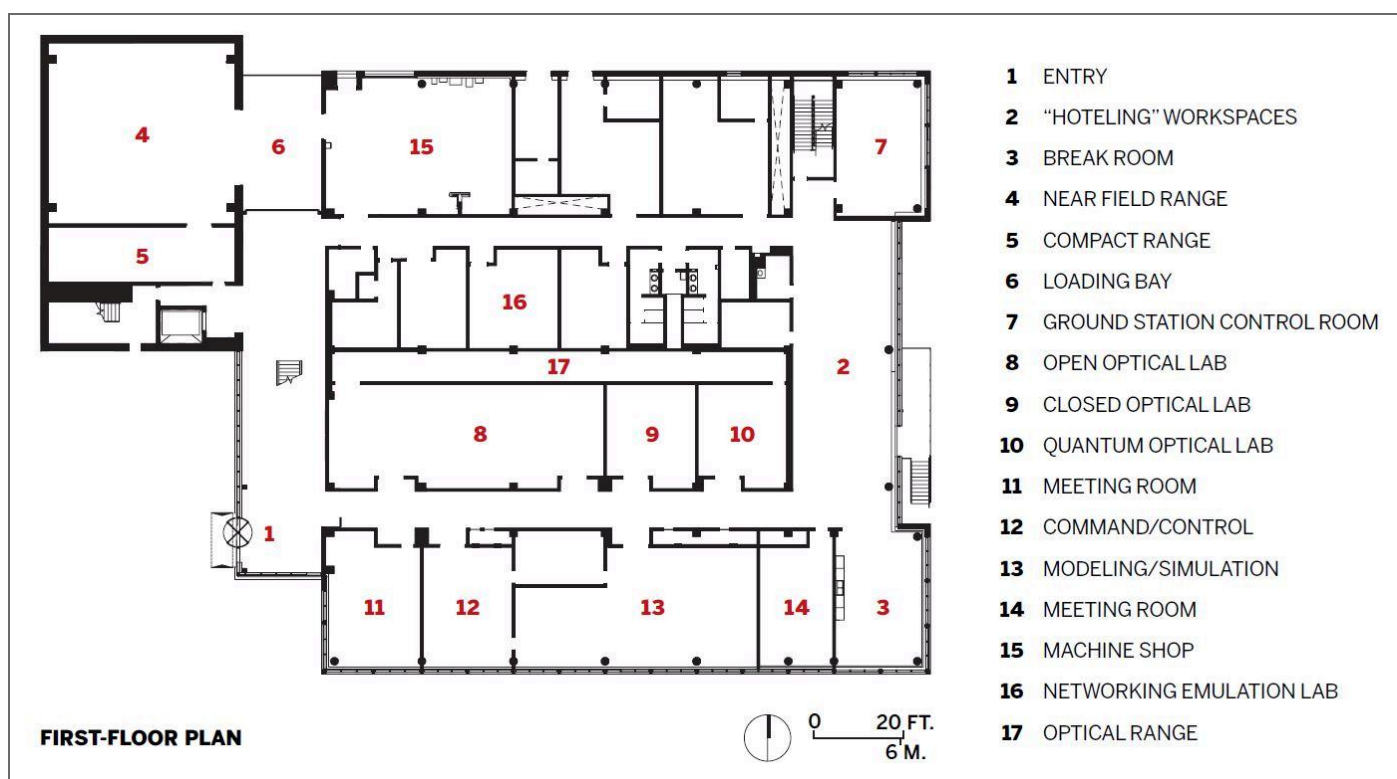 4
6
15
7
5
16
17
2
8
9
10
1
11
12
13
14
3
FIRST-FLOOR PLAN
0 20 FT.
6 M.
1 ENTRY
2 “HOTELING” WORKSPACES
3 BREAK ROOM
4 NEAR FIELD RANGE
5 COMPACT RANGE
6 LOADING BAY
7 GROUND STATION CONTROL ROOM
8 OPEN OPTICAL LAB
9 CLOSED OPTICAL LAB
10 QUANTUM OPTICAL LAB
11 MEETING ROOM
12 COMMAND/CONTROL
13 MODELING/SIMULATION
14 MEETING ROOM
15 MACHINE SHOP
16 NETWORKING EMULATION LAB
17 OPTICAL RANGE